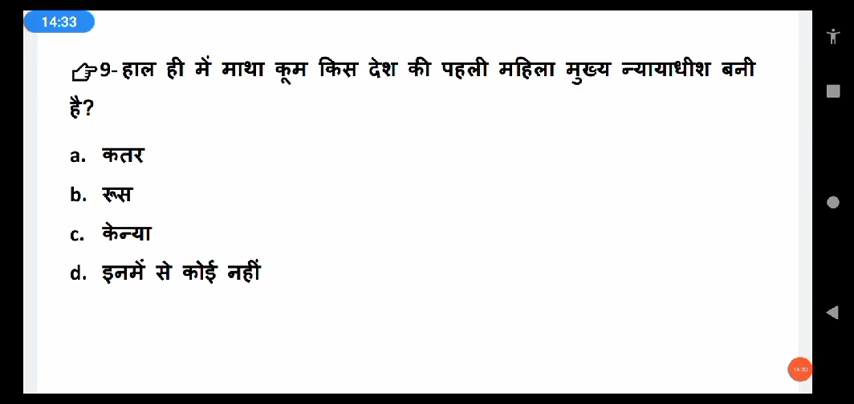 14:33
9- हाल ही में माथा कूम किस देश की पहली महिला मुख्य न्यायाधीश बनी
है?
a. कतर
b. रूस
c. केन्या
d. इनमें से कोई नहीं